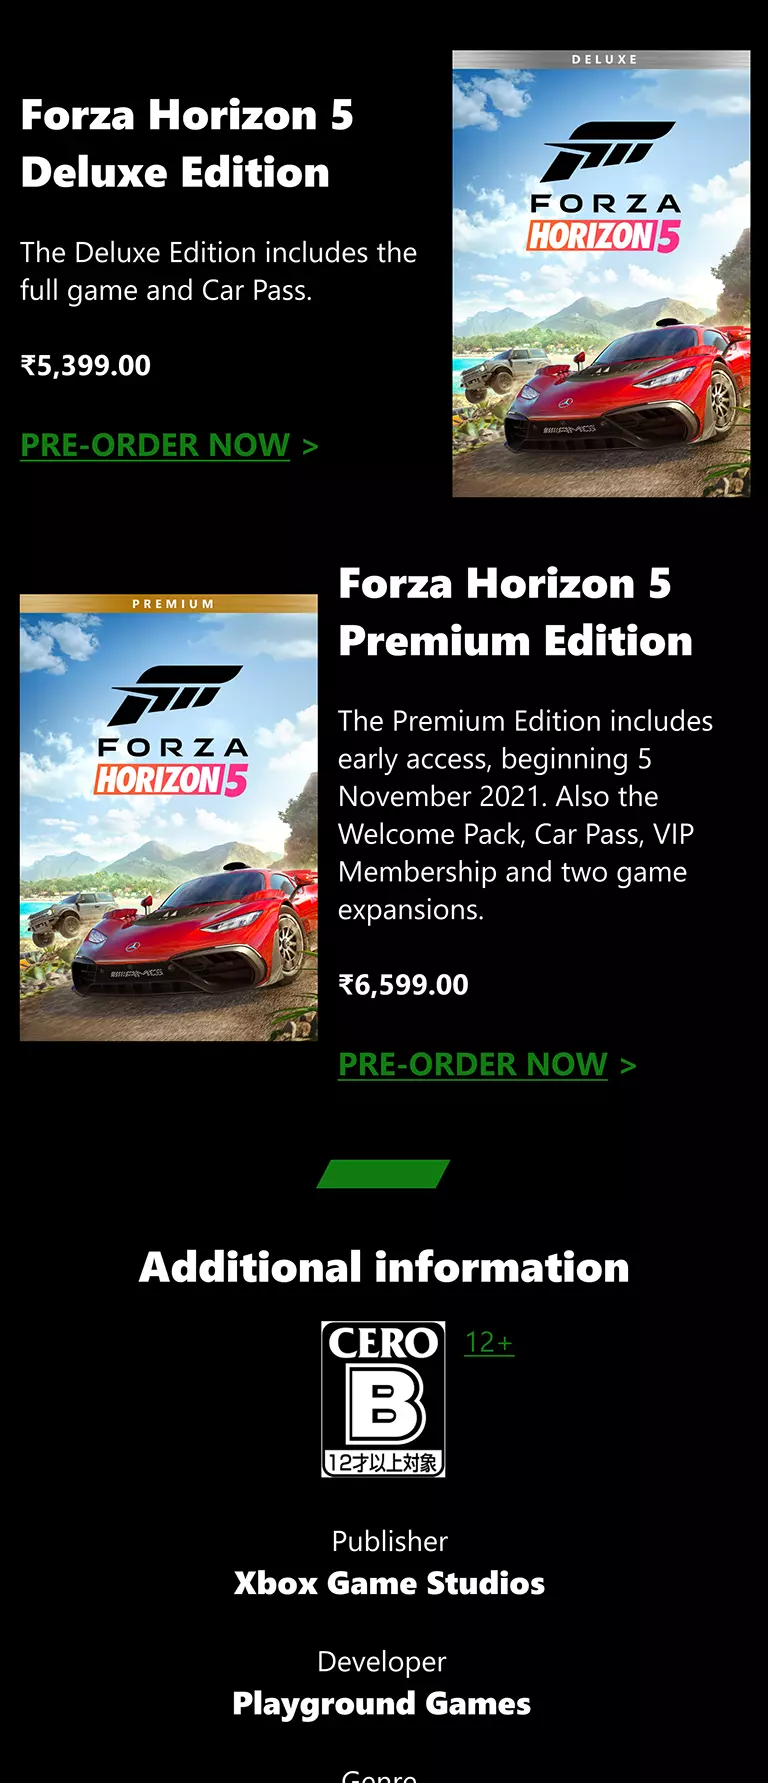 DELUXE
FORZA
HORIZON 5
Forza Horizon 5
Deluxe Edition
The Deluxe Edition includes the
full game and Car Pass.
₹5,399.00
PRE-ORDER NOW >
PREMIUM
FORZA
HORIZON 5
Forza Horizon 5
Premium Edition
The Premium Edition includes
early access, beginning 5
November 2021. Also the
Welcome Pack, Car Pass, VIP
Membership and two game
expansions.
₹6,599.00
PRE-ORDER NOW >
Additional information
CERO
B
12才以上対象
12+
Publisher
Xbox Game Studios
Developer
Playground Games
Genre